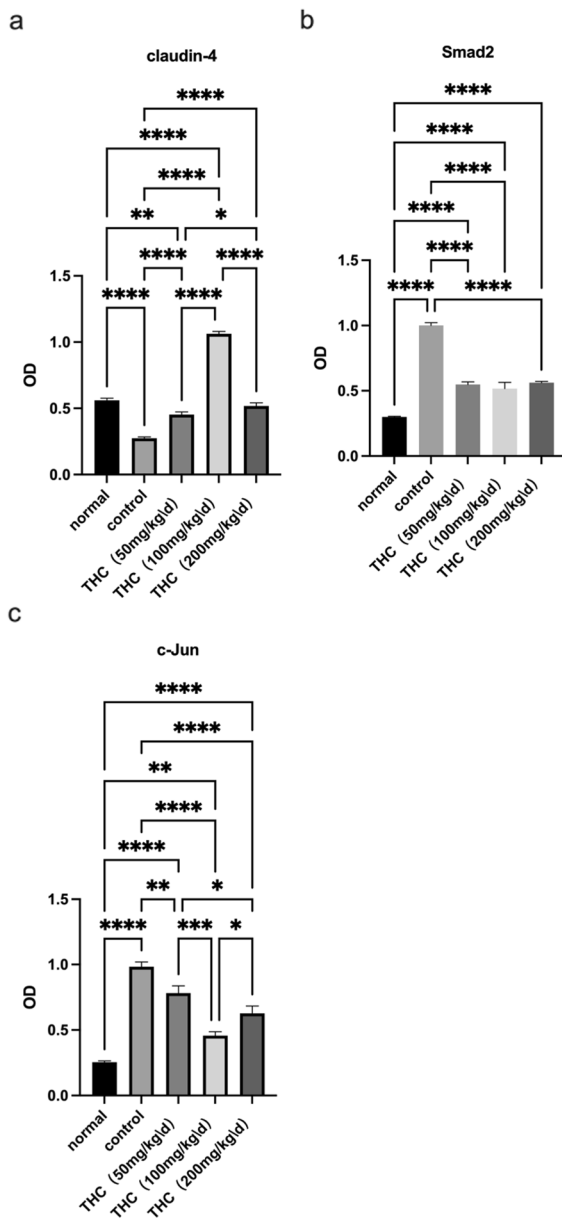 a
claudin-4
****
****
****
** *
**** ****
**** ****
1.5
1.0
0.5
0.0
OD
normal
control
THC (50mg/kg\d)
THC (100mg/kg\d)
THC (200mg/kg\d)
b
Smad2
****
****
****
****
****
**** ****
1.5
1.0
0.5
0.0
OD
normal
control
THC (50mg/kg\d)
THC (100mg/kg\d)
THC (200mg/kg\d)
c
c-Jun
****
****
**
****
****
** *
**** *** *
1.5
1.0
0.5
0.0
OD
normal
control
THC (50mg/kg\d)
THC (100mg/kg\d)
THC (200mg/kg\d)